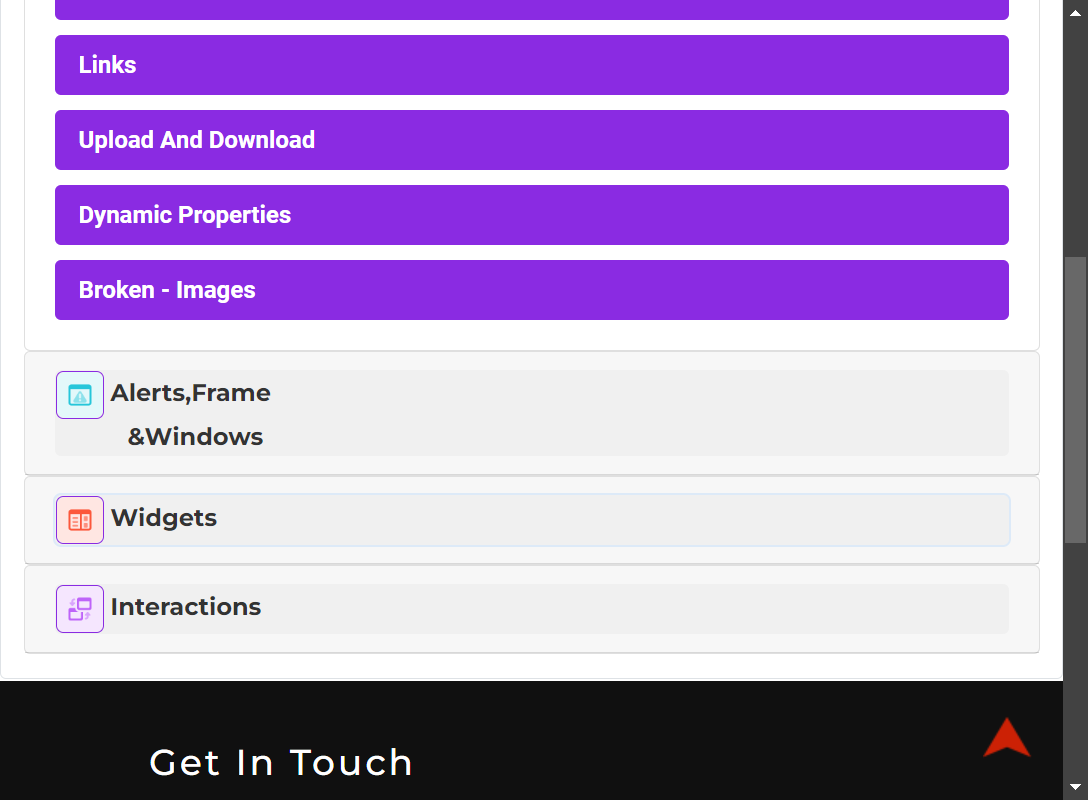 Links
Upload And Download
Dynamic Properties
Broken - Images
Alerts,Frame
&Windows
Widgets
Interactions
Get In Touch